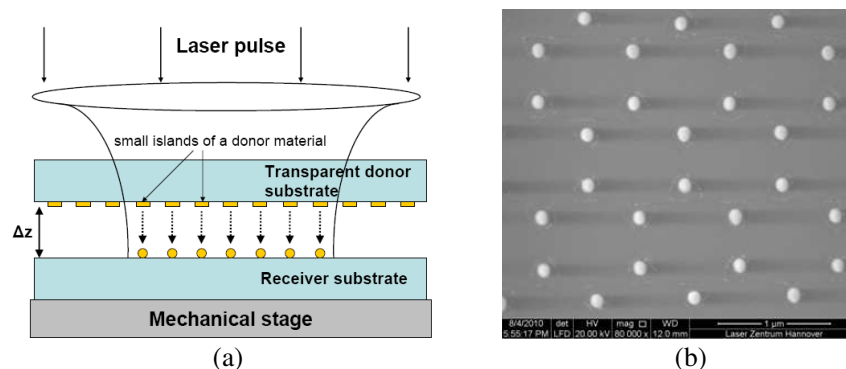 Laser pulse
small islands of a donor material
Transparent donor
substrate
Δz
Receiver substrate
Mechanical stage
(a)
8/4/2010 det HV mag □ WD 1 μm
5:55:17 PM LFD 20.00 kV 80 000 x 12.0 mm Laser Zentrum Hannover
(b)